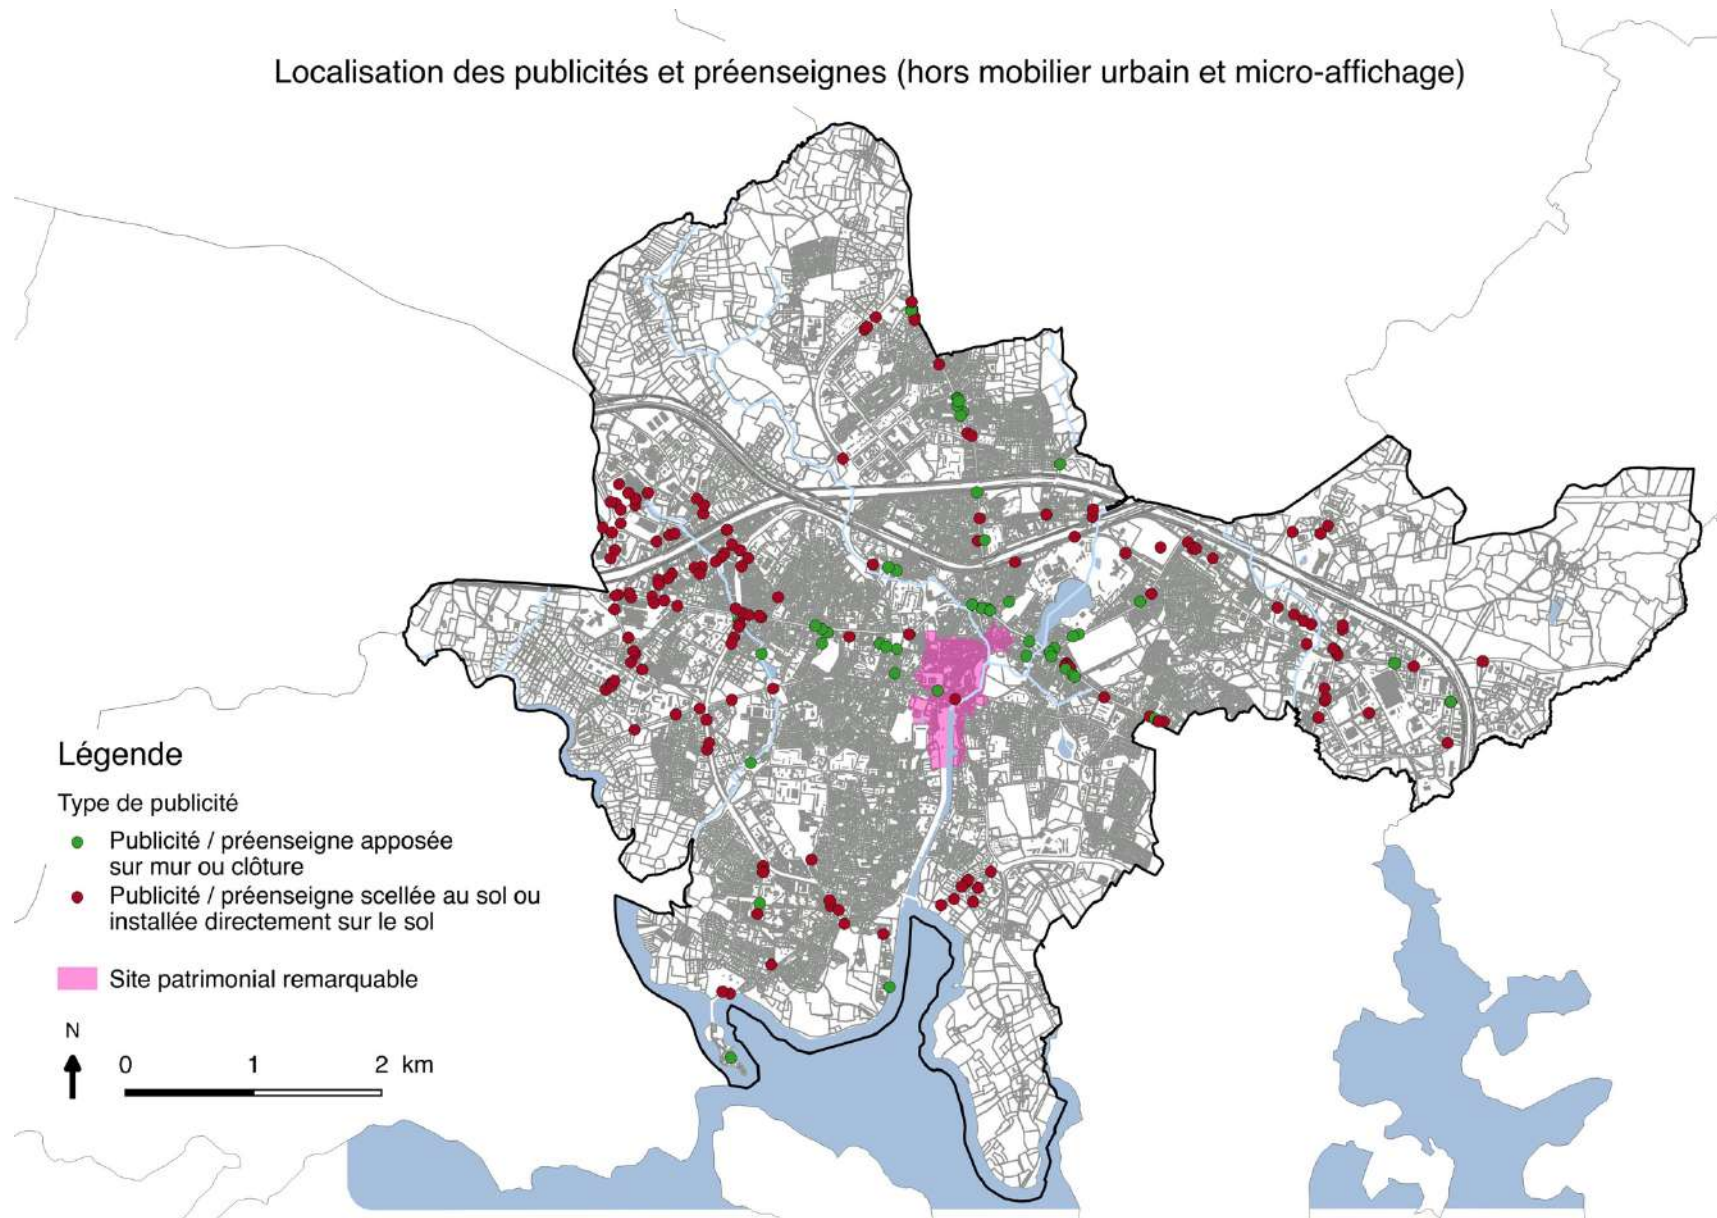 Localisation des publicités et préenseignes (hors mobilier urbain et micro-affichage)
Légende
Type de publicité
Publicité / préenseigne apposée
sur mur ou clôture
Publicité / préenseigne scellée au sol ou
installée directement sur le sol
Site patrimonial remarquable
N
0 1 2 km